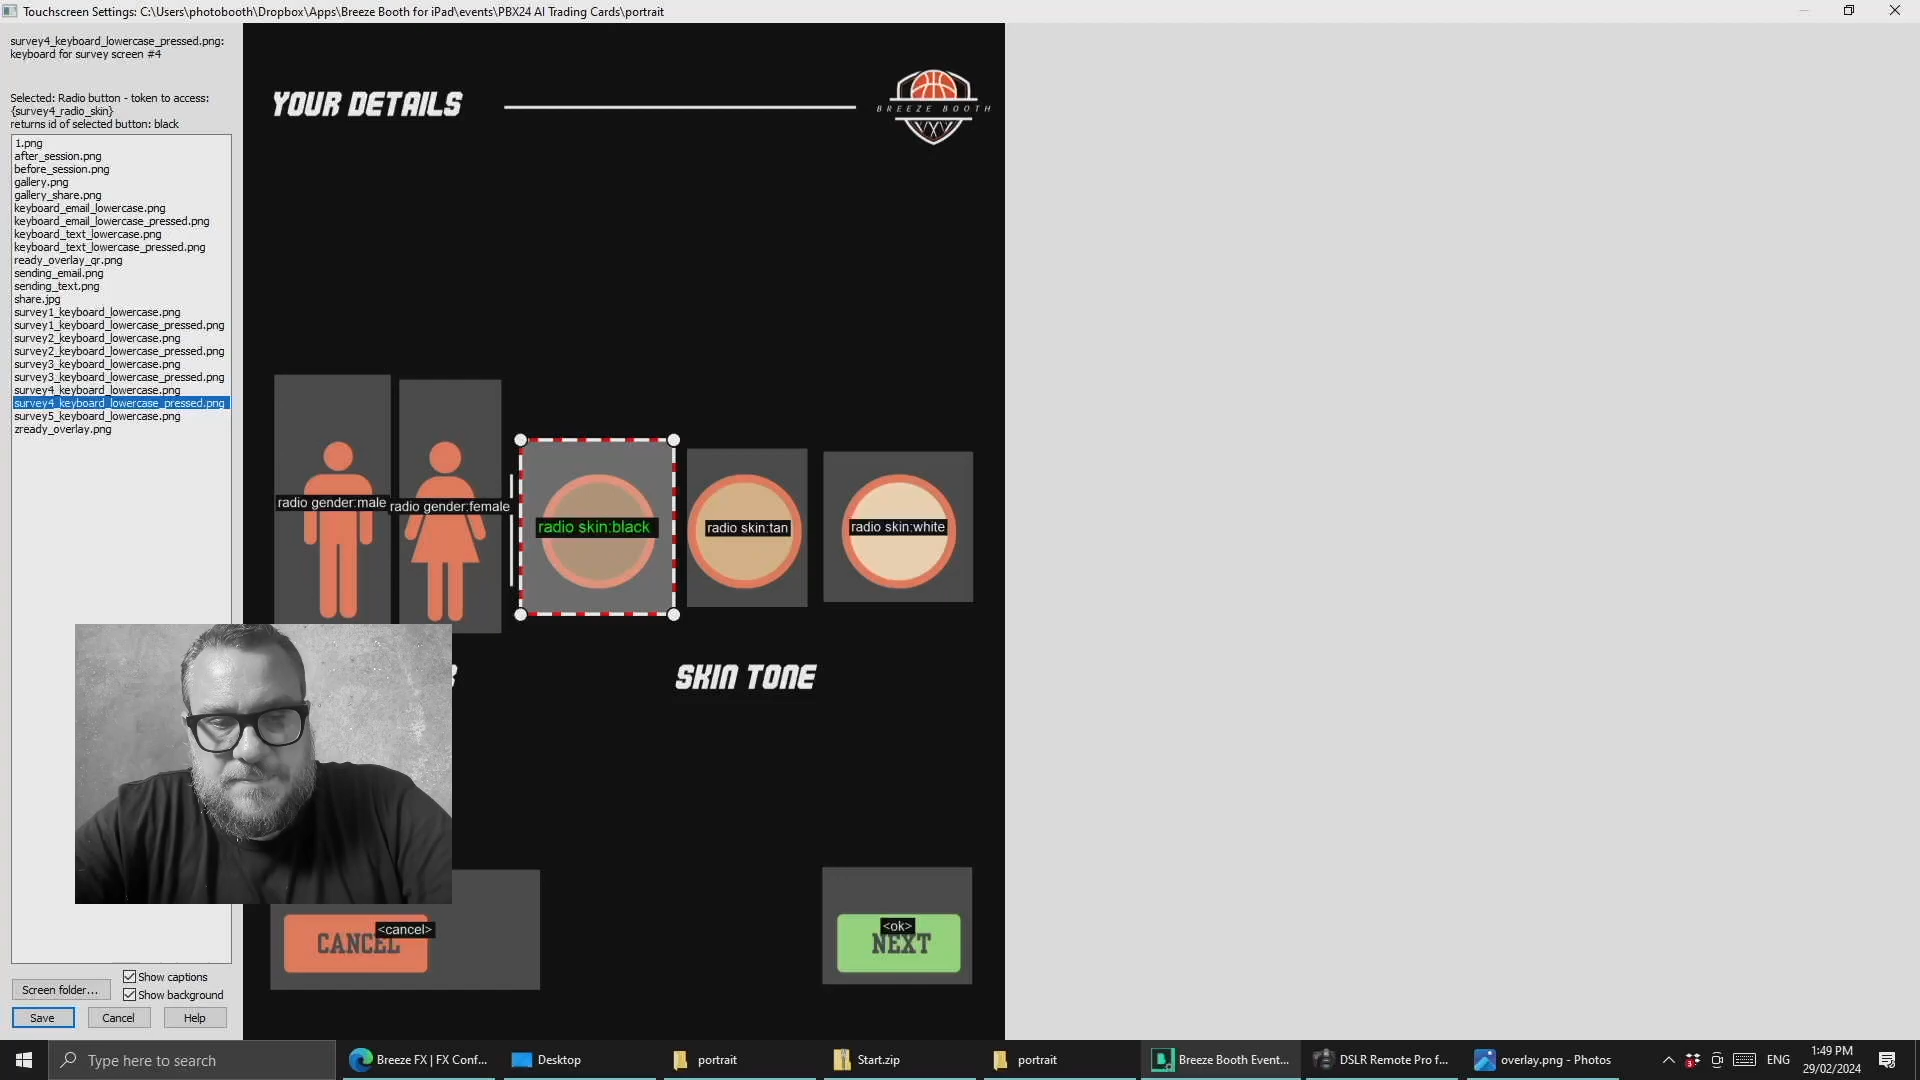 Touchscreen Settings: C:\Users\photobooth\Dropbox\Apps\Breeze Booth for iPad\events\PBX24 AI Trading Cards\portrait
survey4_keyboard_lowercase_pressed.png:
keyboard for survey screen #4
Selected: Radio button - token to access:
{survey4_radio_skin}
returns id of selected button: black
1.png
after_session.png
before_session.png
gallery.png
gallery_share.png
keyboard_email_lowercase.png
keyboard_email_lowercase_pressed.png
keyboard_text_lowercase.png
keyboard_text_lowercase_pressed.png
ready_overlay_qr.png
sending_email.png
sending_text.png
share.jpg
survey1_keyboard_lowercase.png
survey1_keyboard_lowercase_pressed.png
survey2_keyboard_lowercase.png
survey2_keyboard_lowercase_pressed.png
survey3_keyboard_lowercase.png
survey3_keyboard_lowercase_pressed.png
survey4_keyboard_lowercase.png
survey4_keyboard_lowercase_pressed.png
survey5_keyboard_lowercase.png
zready_overlay.png
Screen folder...
Show captions
Show background
Save
Cancel
Help
YOUR DETAILS
BREEZE BOOTH
radio gender:male
radio gender:female
radio skin:black
radio skin:tan
radio skin:white
SKIN TONE
CANCEL
<cancel>
<ok>
NEXT
Type here to search
Breeze FX | FX Conf...
Desktop
portrait
Start.zip
portrait
Breeze Booth Event...
DSLR Remote Pro f...
overlay.png - Photos
ENG
1:49 PM
29/02/2024